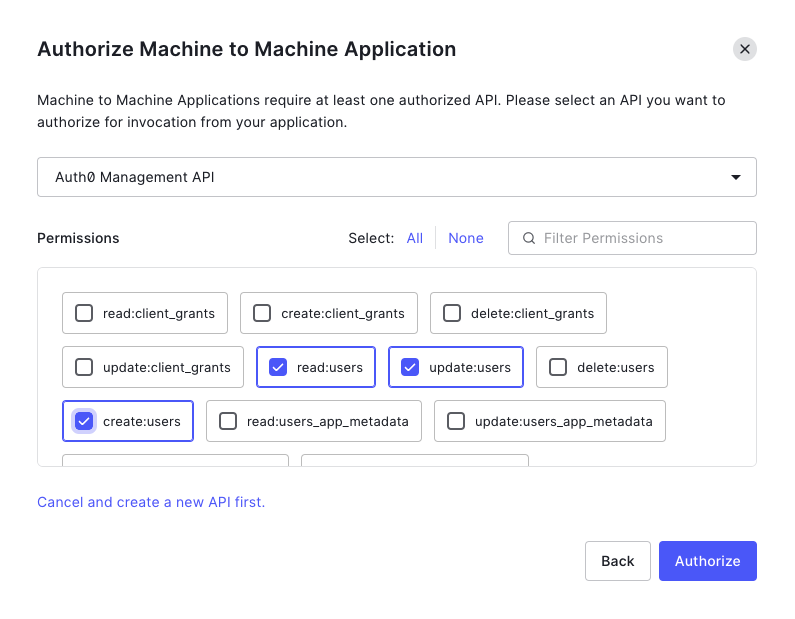 Authorize Machine to Machine Application
Machine to Machine Applications require at least one authorized API. Please select an API you want to
authorize for invocation from your application.
Auth0 Management API
Permissions Select: All None Filter Permissions
read:client_grants create:client_grants delete:client_grants
update:client_grants read:users update:users delete:users
create:users read:users_app_metadata update:users_app_metadata
Cancel and create a new API first.
Back Authorize